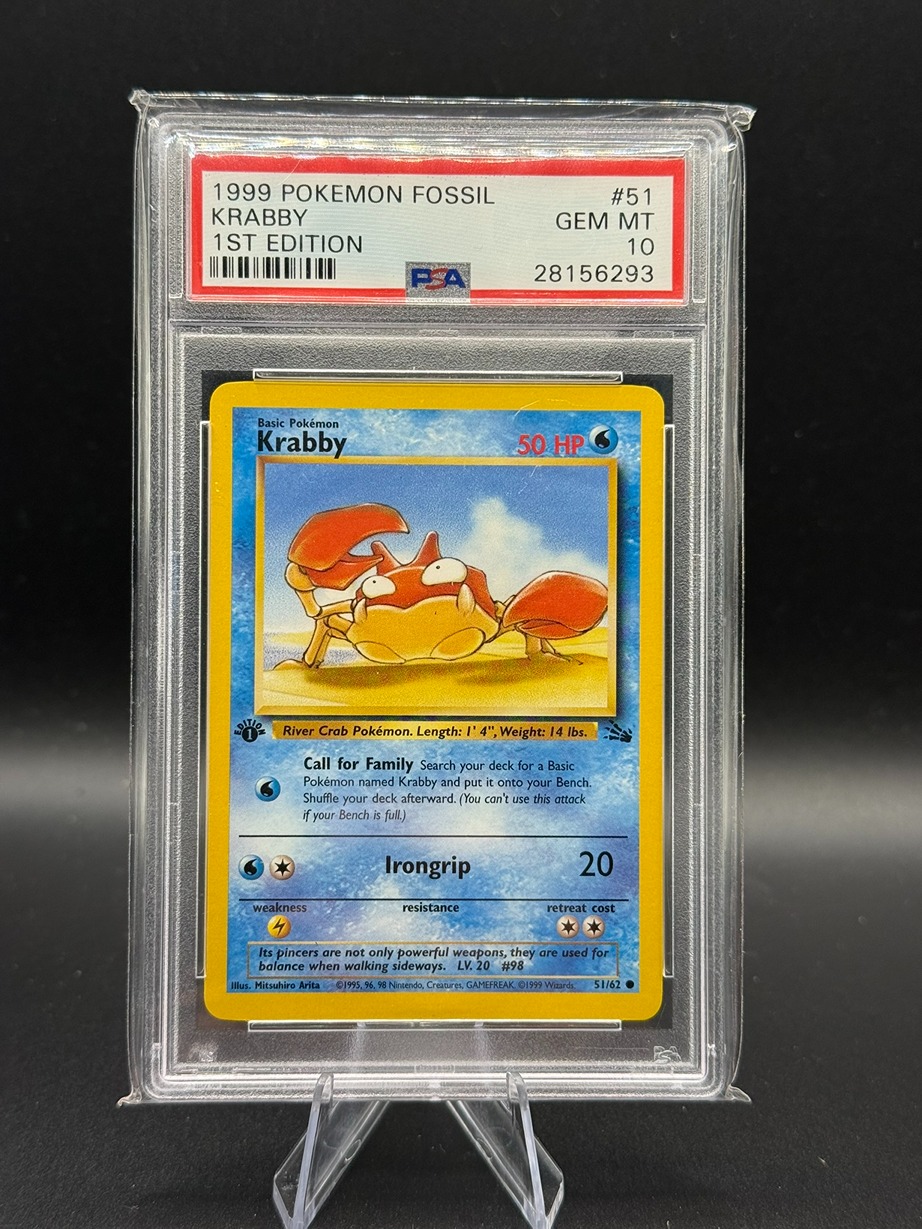 1999 POKEMON FOSSIL #51
KRABBY GEM MT
1ST EDITION 10
PSA 28156293
Basic Pokémon
Krabby 50 HP
EDITION 1
River Crab Pokémon. Length: 1' 4", Weight: 14 lbs.
Call for Family Search your deck for a Basic
Pokémon named Krabby and put it onto your Bench.
Shuffle your deck afterward. (You can't use this attack
if your Bench is full.)
Irongrip 20
weakness resistance retreat cost
Its pincers are not only powerful weapons, they are used for
balance when walking sideways. LV. 20 #98
Illus. Mitsuhiro Arita ©1995, 96, 98 Nintendo, Creatures, GAMEFREAK. ©1999 Wizards. 51/62
PSA